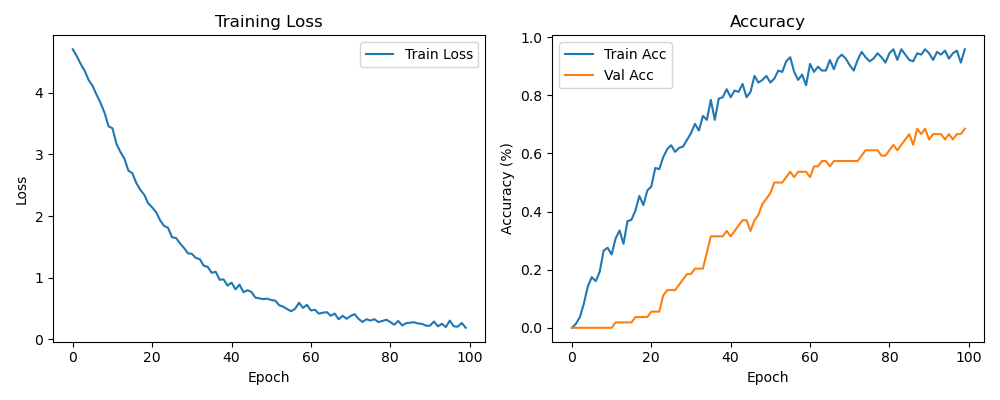 Training Loss
Train Loss
4
3
2
1
0
Loss
0 20 40 60 80 100
Epoch
Accuracy
Train Acc
Val Acc
1.0
0.8
0.6
0.4
0.2
0.0
Accuracy (%)
0 20 40 60 80 100
Epoch